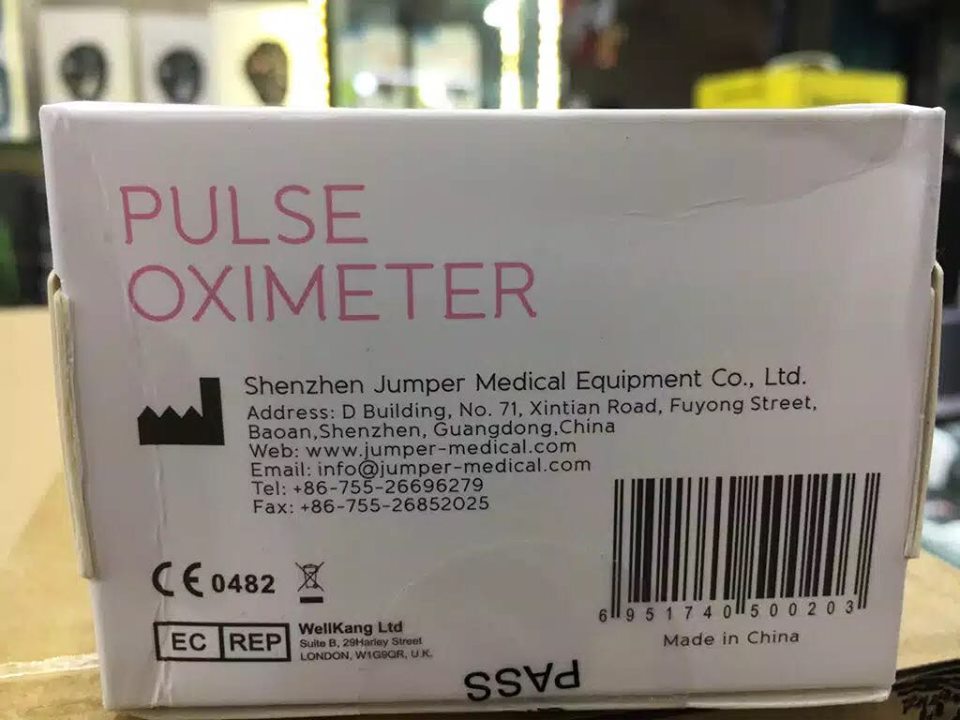 PULSE
OXIMETER
Shenzhen Jumper Medical Equipment Co., Ltd.
Address: D Building, No. 71, Xintian Road, Fuyong Street,
Baoan,Shenzhen, Guangdong,China
Web: www.jumper-medical.com
Email: info@jumper-medical.com
Tel: +86-755-26696279
Fax: +86-755-26852025
CE 0482
EC REP
WellKang Ltd
Suite B, 29Harley Street
LONDON, W1G9QR, U.K.
6 951740 500203
Made in China
PASS